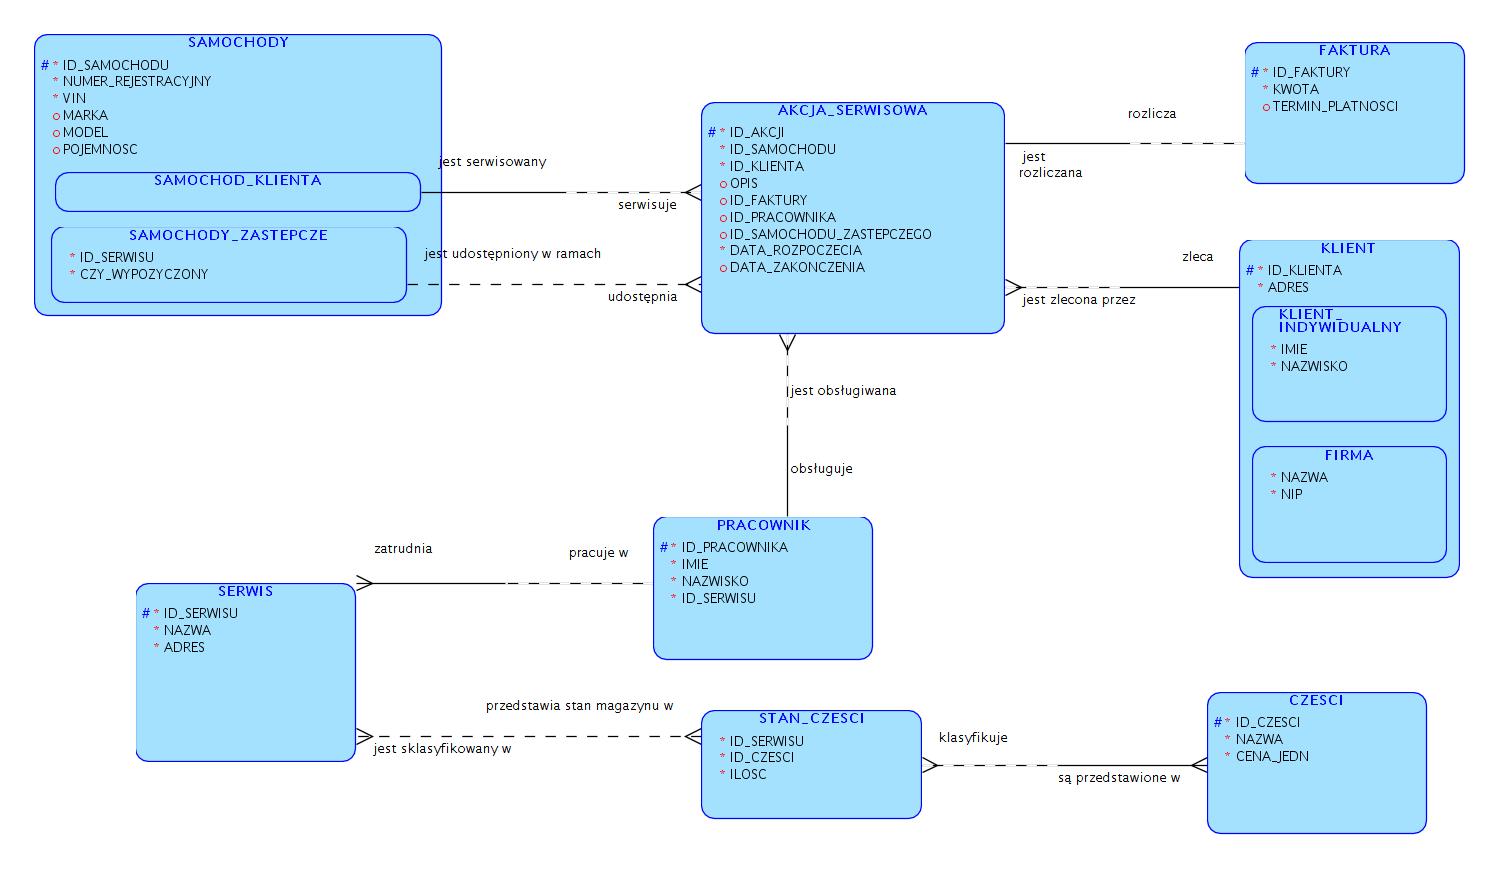 SAMOCHODY
# * ID_SAMOCHODU
* NUMER_REJESTRACYJNY
* VIN
o MARKA
o MODEL
o POJEMNOSC
SAMOCHOD_KLIENTA
SAMOCHODY_ZASTEPCZE
* ID_SERWISU
* CZY_WYPOZYCZONY
jest serwisowany
serwisuje
jest udostępniony w ramach
udostępnia
AKCJA_SERWISOWA
# * ID_AKCJI
* ID_SAMOCHODU
* ID_KLIENTA
o OPIS
o ID_FAKTURY
o ID_PRACOWNIKA
o ID_SAMOCHODU_ZASTEPCZEGO
* DATA_ROZPOCZECIA
o DATA_ZAKONCZENIA
rozlicza
jest
rozliczana
FAKTURA
# * ID_FAKTURY
* KWOTA
o TERMIN_PLATNOSCI
zleca
jest zlecona przez
KLIENT
# * ID_KLIENTA
* ADRES
KLIENT_
INDYWIDUALNY
* IMIE
* NAZWISKO
FIRMA
* NAZWA
* NIP
jest obsługiwana
obsługuje
PRACOWNIK
# * ID_PRACOWNIKA
* IMIE
* NAZWISKO
* ID_SERWISU
zatrudnia
pracuje w
SERWIS
# * ID_SERWISU
* NAZWA
* ADRES
przedstawia stan magazynu w
jest sklasyfikowany w
STAN_CZESCI
* ID_SERWISU
* ID_CZESCI
* ILOSC
klasyfikuje
są przedstawione w
CZESCI
# * ID_CZESCI
* NAZWA
* CENA_JEDN